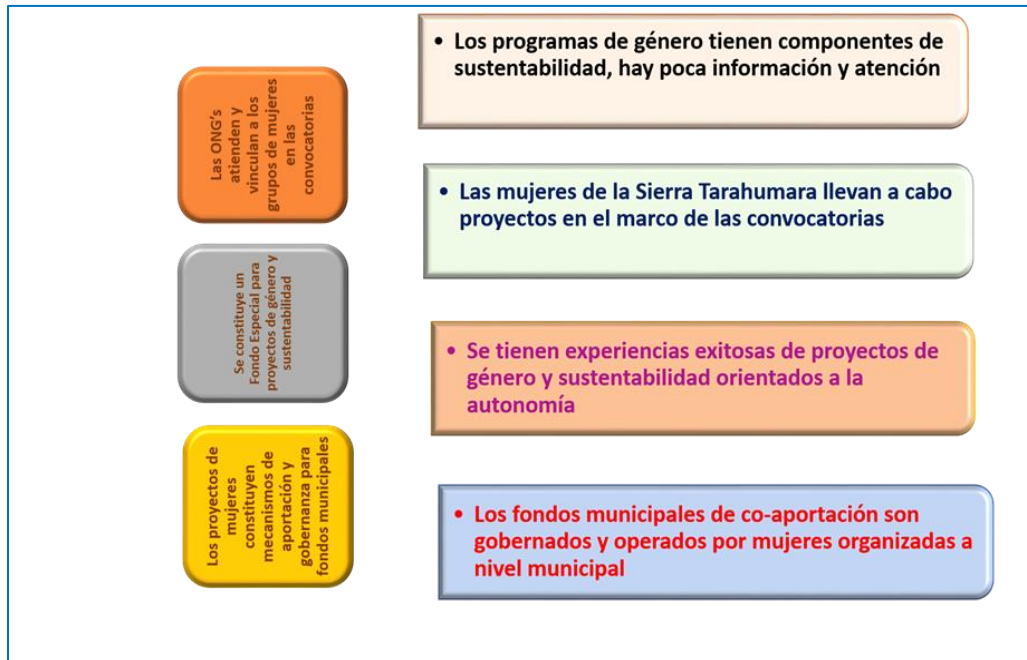 • Los programas de género tienen componentes de
sustentabilidad, hay poca información y atención
Las ONG's
atienden y
vinculan a los
grupos de mujeres
en las
convocatorias
• Las mujeres de la Sierra Tarahumara llevan a cabo
proyectos en el marco de las convocatorias
Se constituye un
Fondo Especial para
proyectos de género y
sustentabilidad
• Se tienen experiencias exitosas de proyectos de
género y sustentabilidad orientados a la
autonomía
Los proyectos de
mujeres
constituyen
mecanismos de
aportación y
gobernanza para
fondos municipales
• Los fondos municipales de co-aportación son
gobernados y operados por mujeres organizadas a
nivel municipal